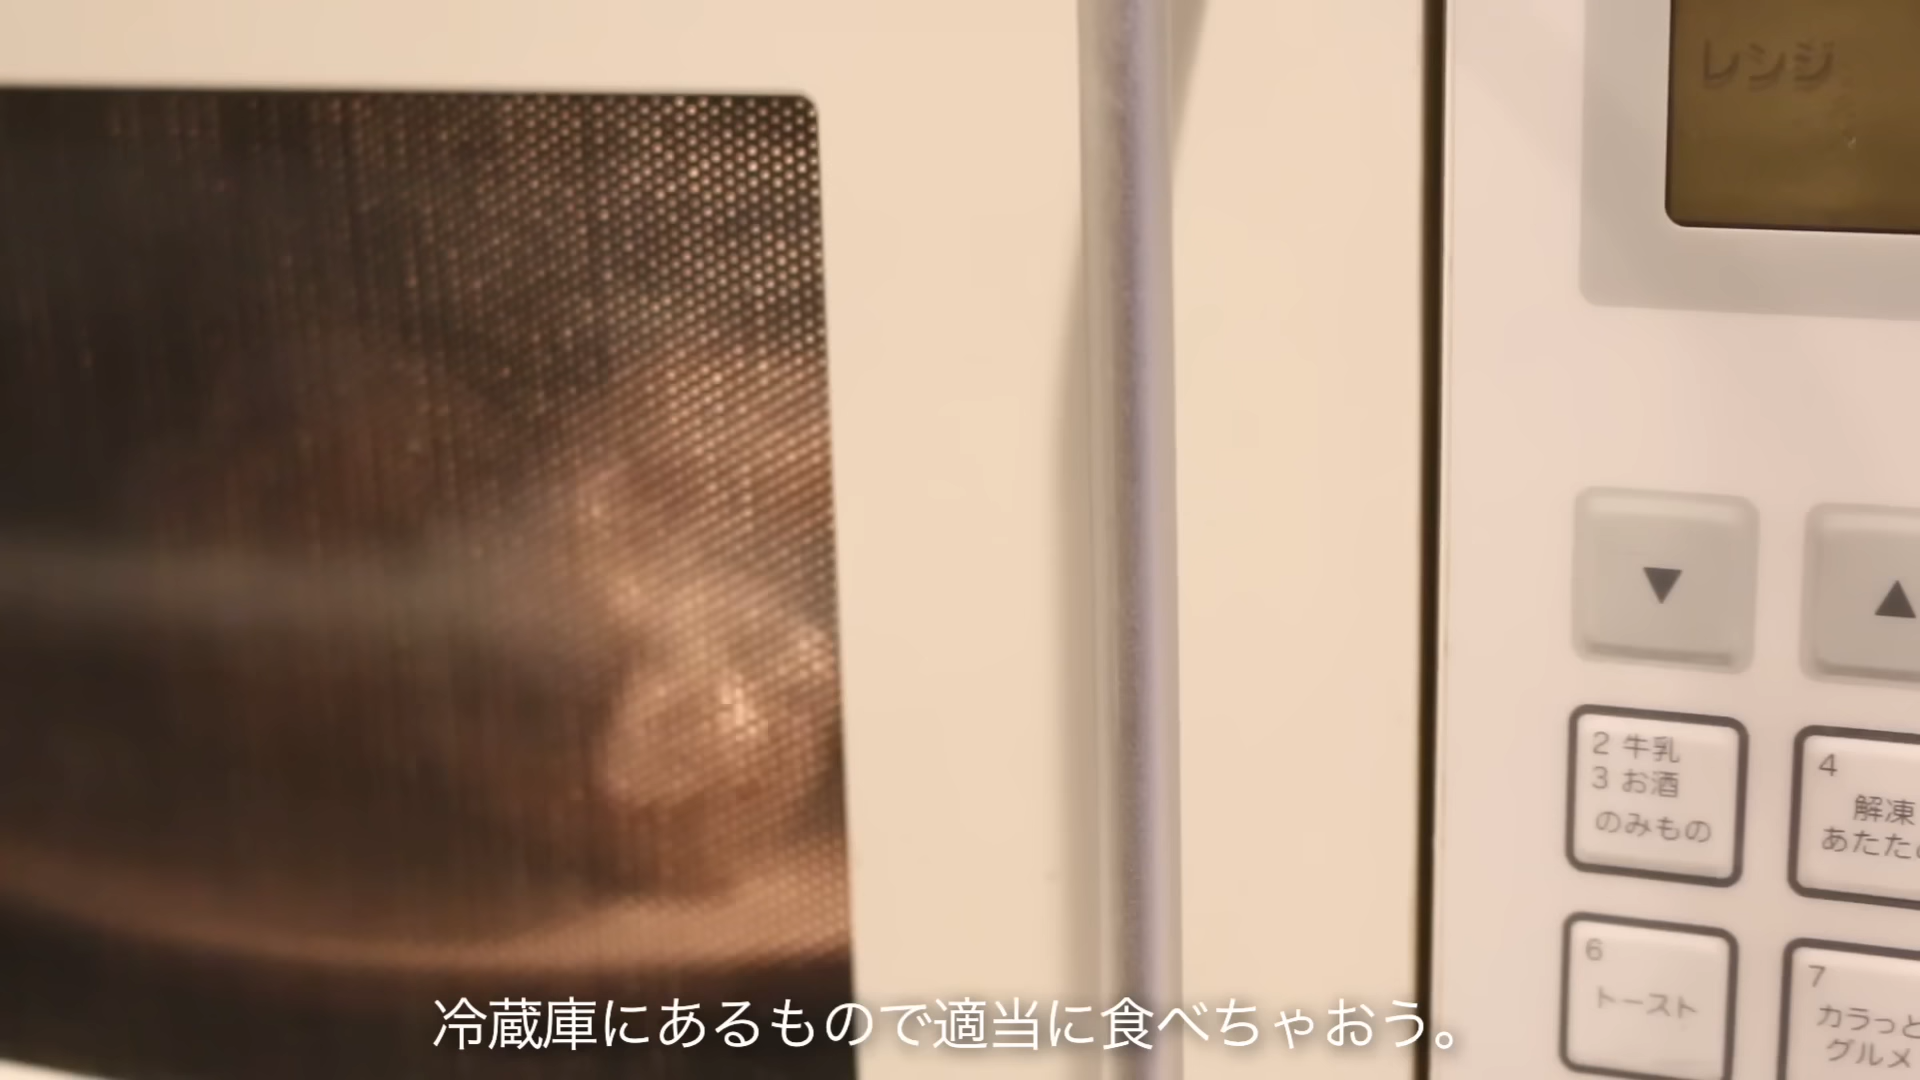 レンジ
▼
▲
2 牛乳
3 お酒
のみもの
4
解凍
あたた
6
トースト
7
カラっと
グルメ
冷蔵庫にあるもので適当に食べちゃおう。